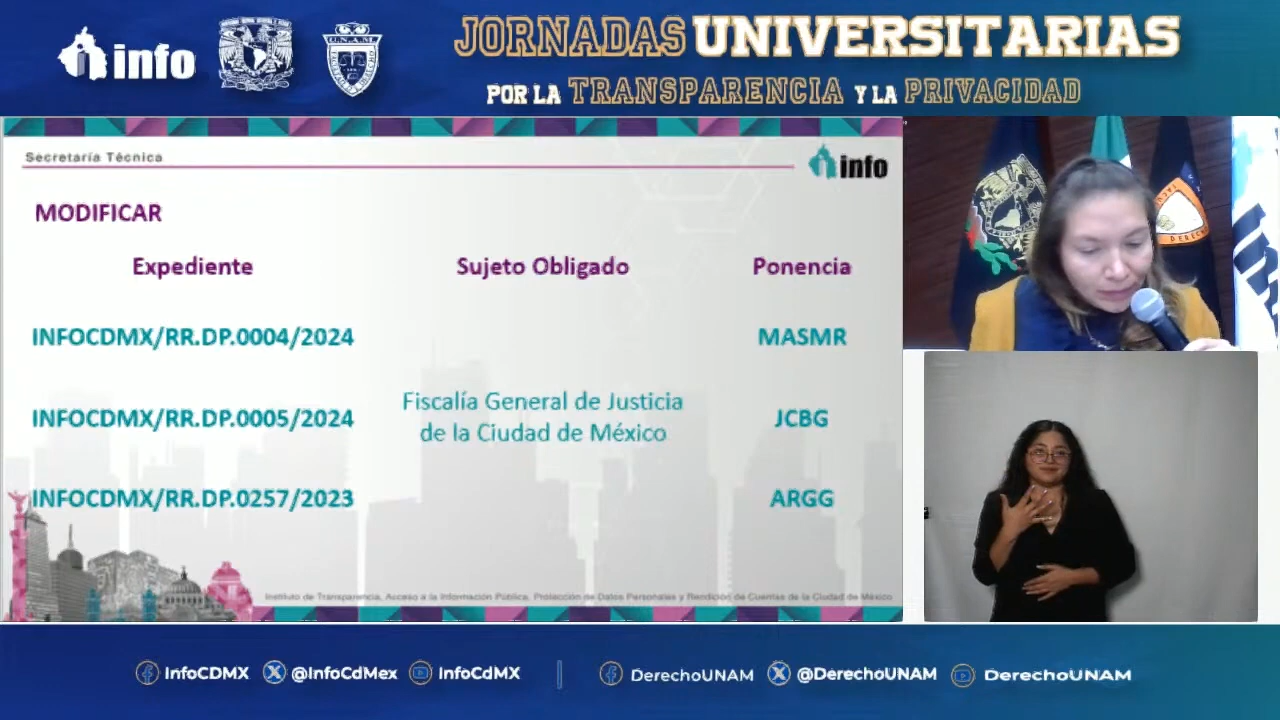 info
JORNADAS UNIVERSITARIAS
POR LA TRANSPARENCIA Y LA PRIVACIDAD
Secretaría Técnica
info
MODIFICAR
Expediente
Sujeto Obligado
Ponencia
INFOCDMX/RR.DP.0004/2024
MASMR
INFOCDMX/RR.DP.0005/2024
Fiscalía General de Justicia
de la Ciudad de México
JCBG
INFOCDMX/RR.DP.0257/2023
ARGG
Instituto de Transparencia, Acceso a la Información Pública, Protección de Datos Personales y Rendición de Cuentas de la Ciudad de México
InfoCDMX
@InfoCdMex
InfoCdMX
DerechoUNAM
@DerechoUNAM
DerechoUNAM